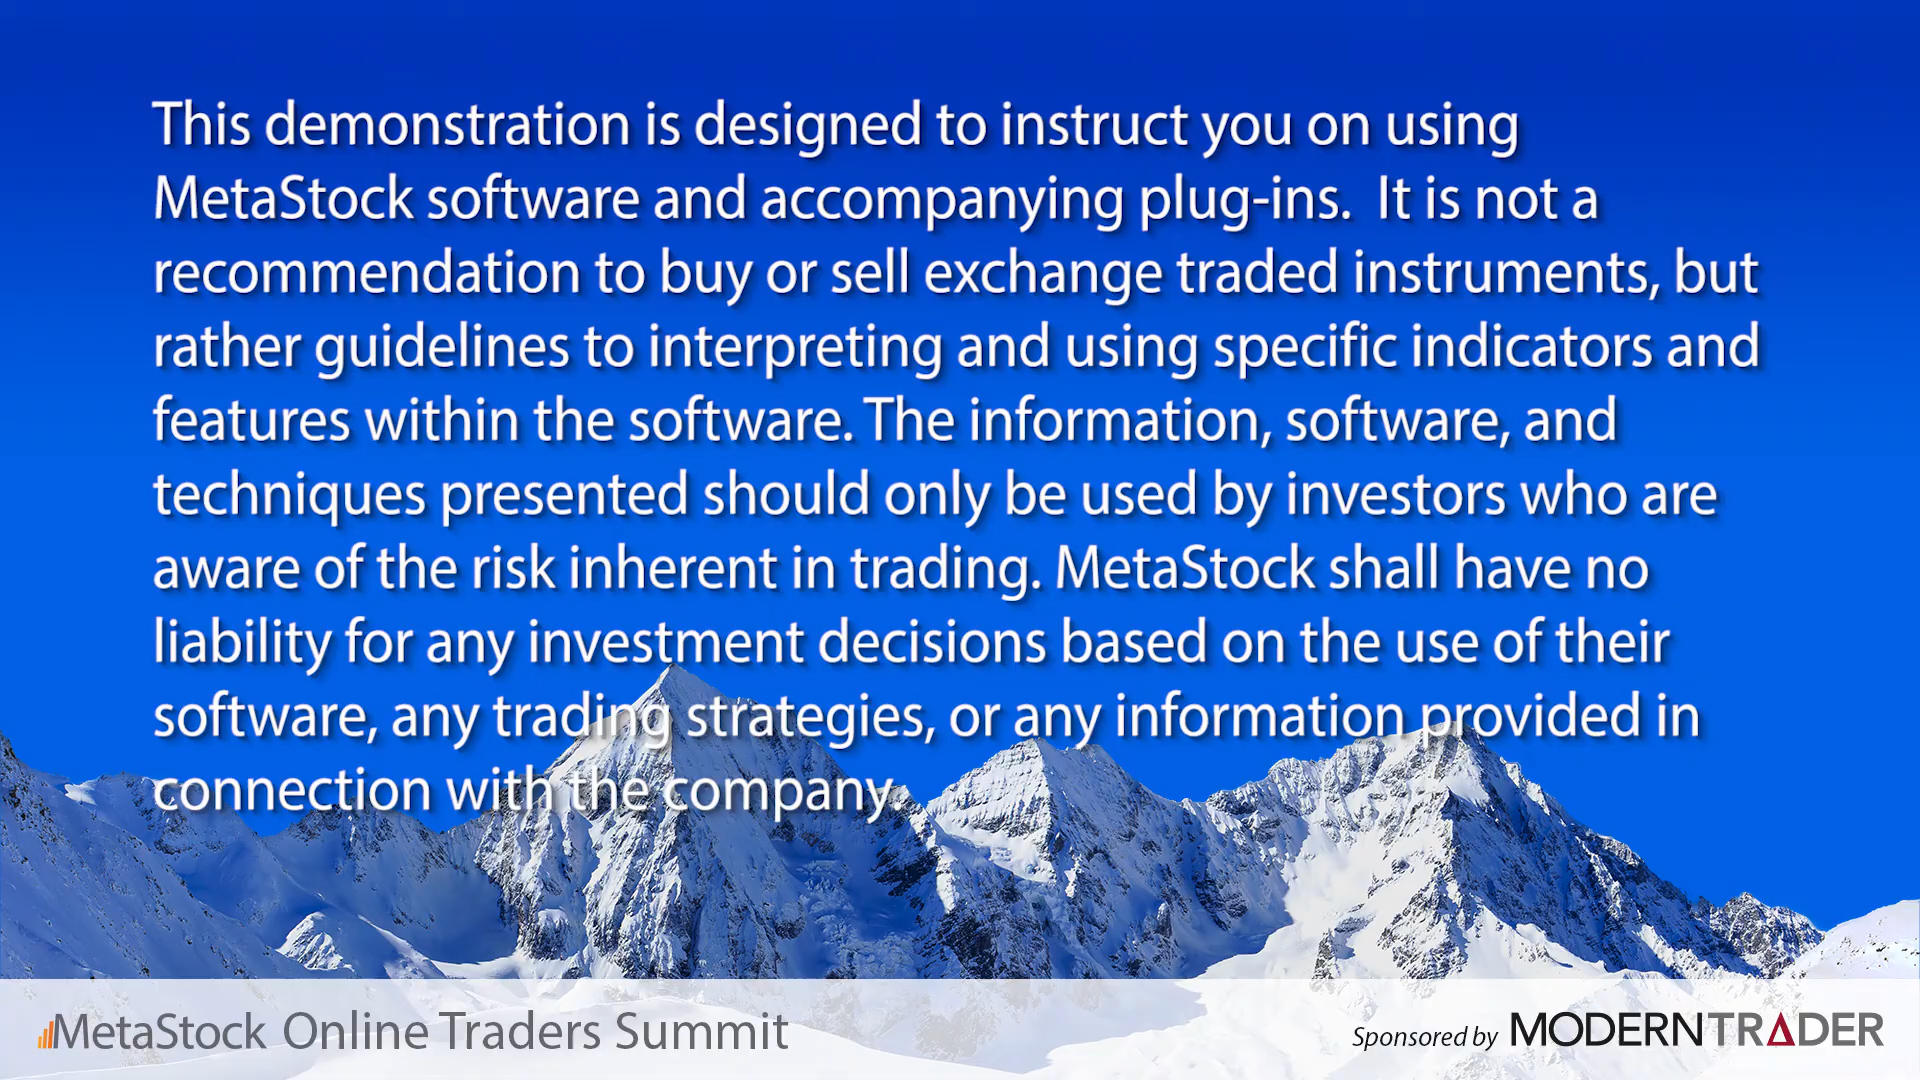 This demonstration is designed to instruct you on using
MetaStock software and accompanying plug-ins.  It is not a
recommendation to buy or sell exchange traded instruments, but
rather guidelines to interpreting and using specific indicators and
features within the software. The information, software, and
techniques presented should only be used by investors who are
aware of the risk inherent in trading. MetaStock shall have no
liability for any investment decisions based on the use of their
software, any trading strategies, or any information provided in
connection with the company.
MetaStock Online Traders Summit
Sponsored by MODERNTRADER